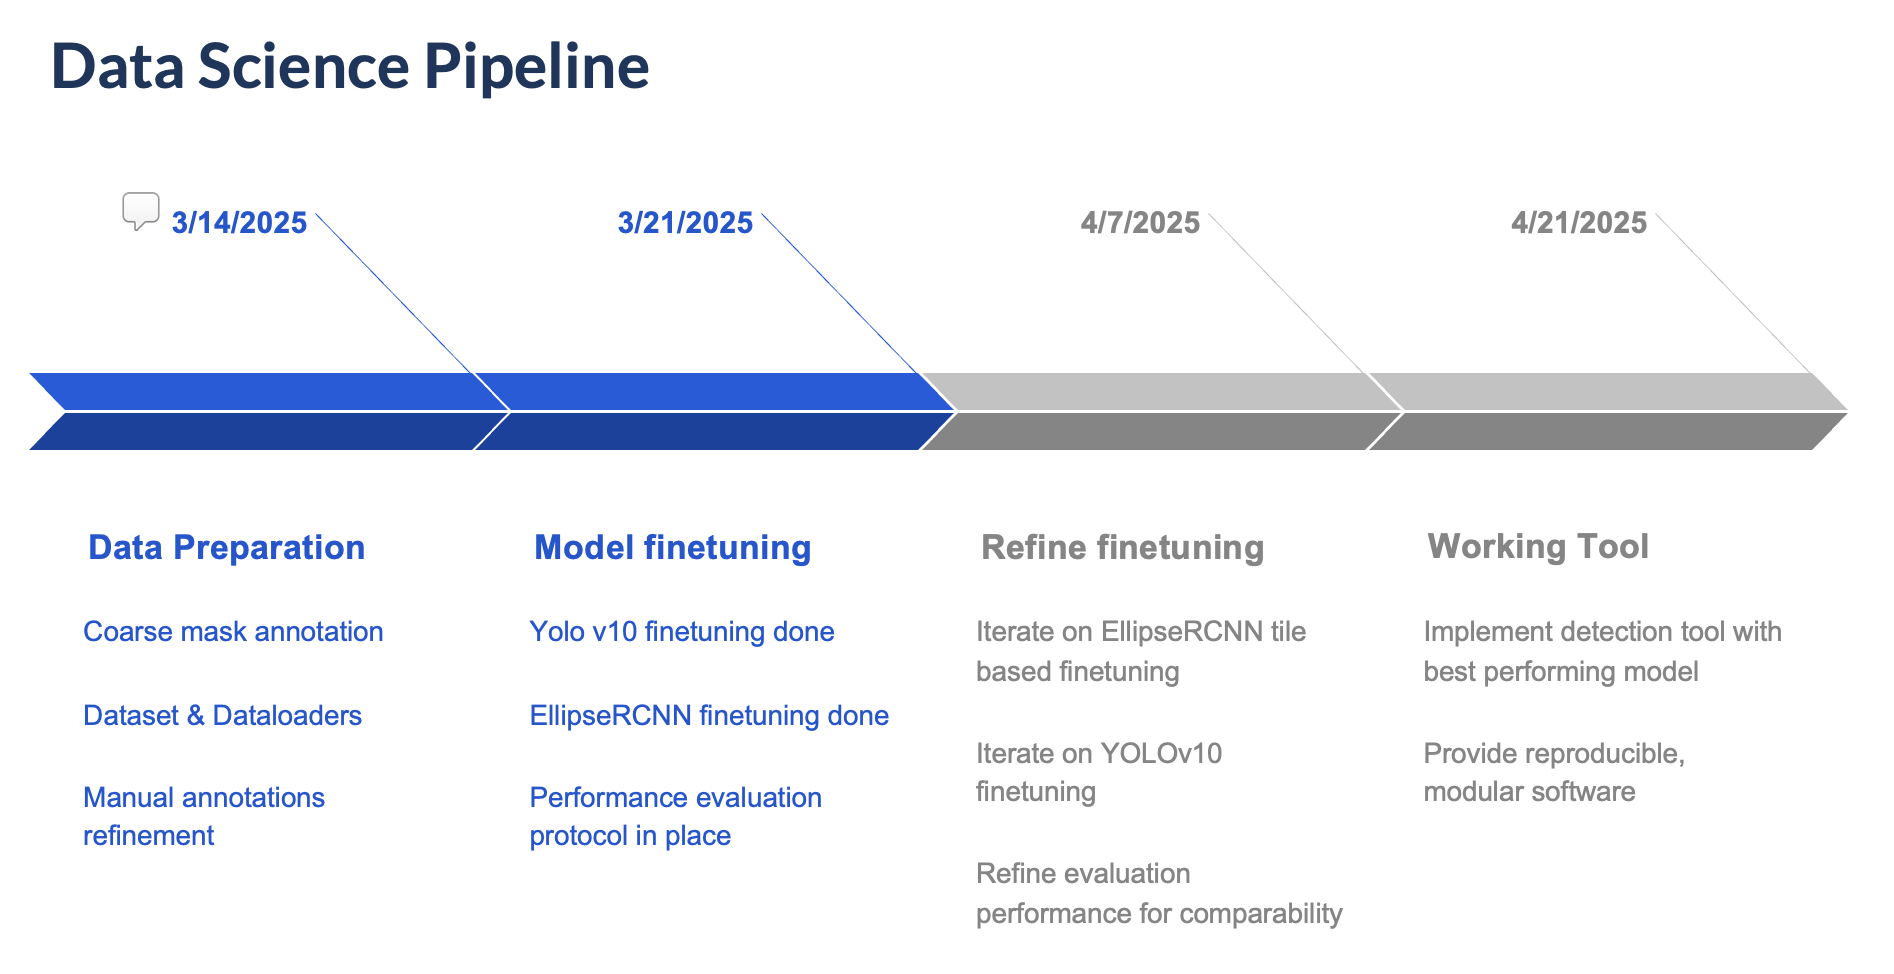 Data Science Pipeline
3/14/2025
3/21/2025
4/7/2025
4/21/2025
Data Preparation
Coarse mask annotation
Dataset & Dataloaders
Manual annotations
refinement
Model finetuning
Yolo v10 finetuning done
EllipseRCNN finetuning done
Performance evaluation
protocol in place
Refine finetuning
Iterate on EllipseRCNN tile
based finetuning
Iterate on YOLOv10
finetuning
Refine evaluation
performance for comparability
Working Tool
Implement detection tool with
best performing model
Provide reproducible,
modular software